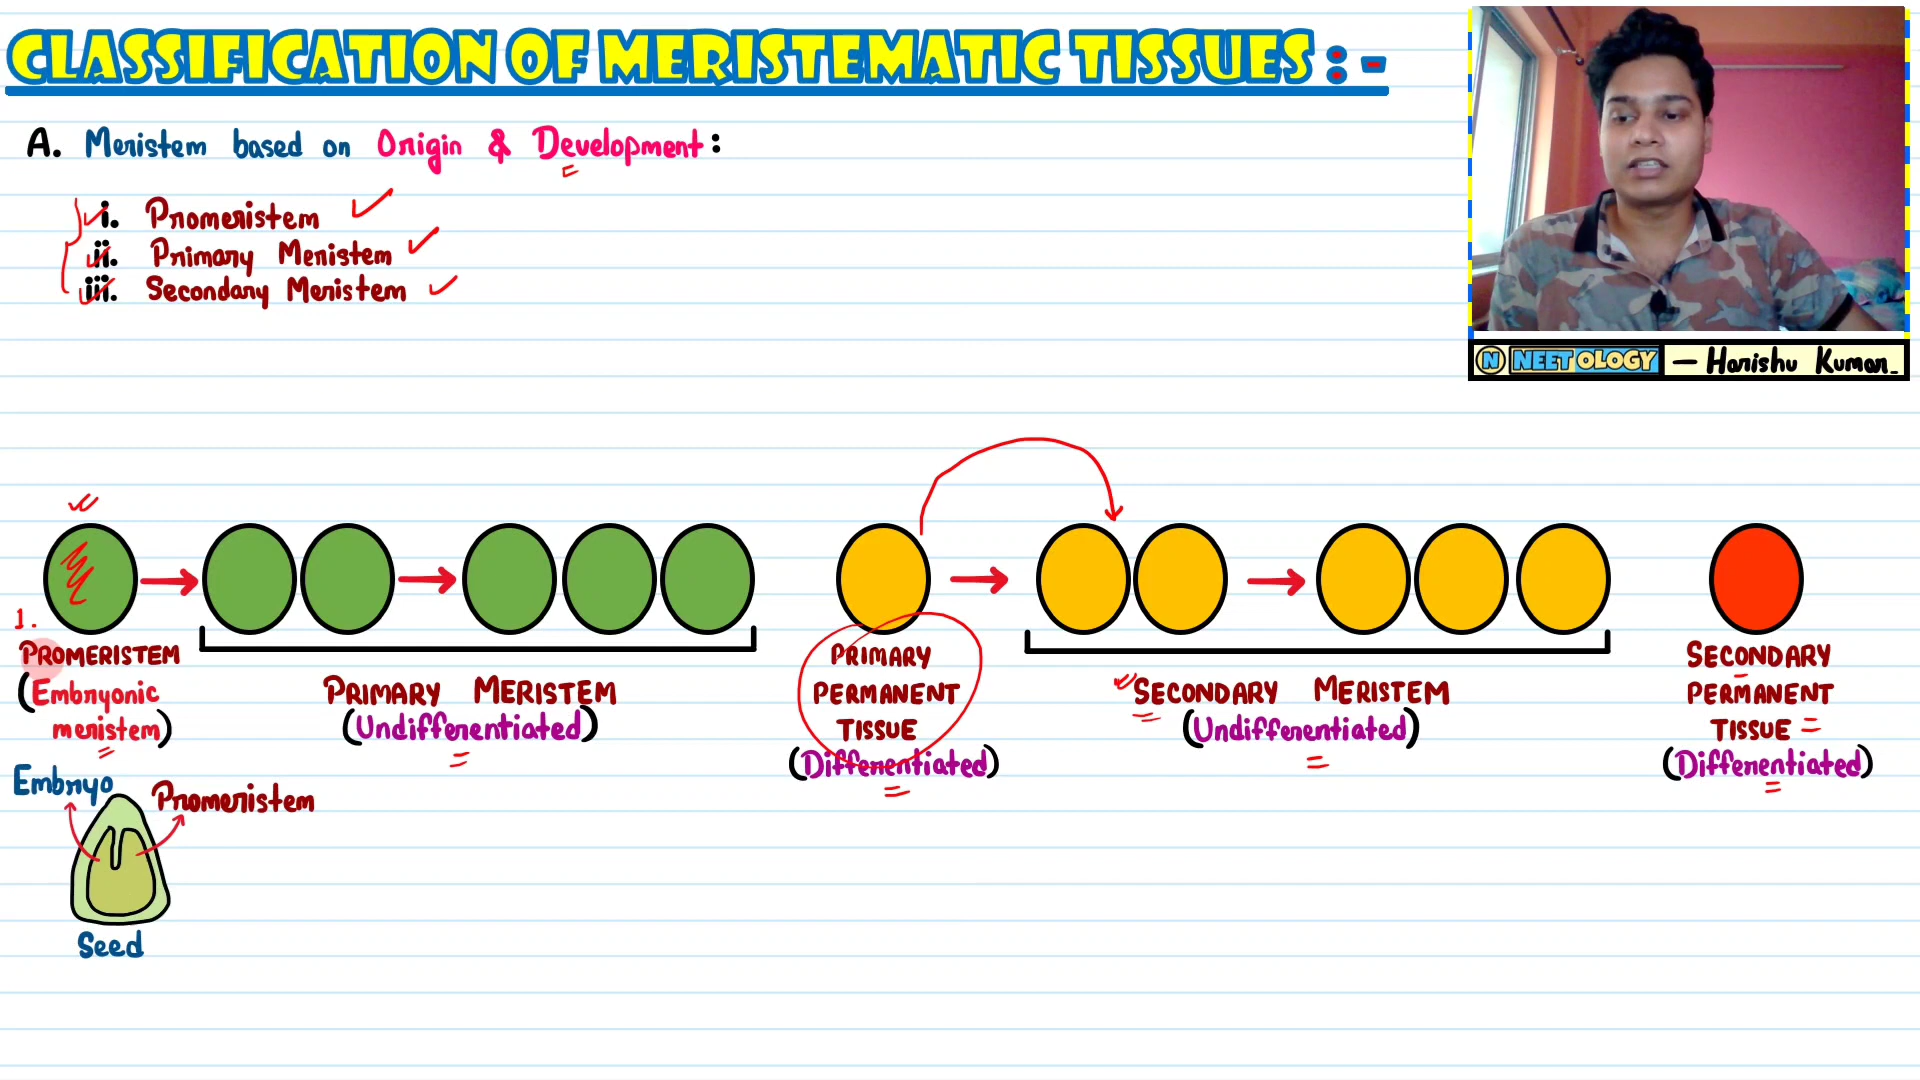 CLASSIFICATION OF MERISTEMATIC TISSUES : -
A. Meristem based on Origin & Development :
i. Promeristem
ii. Primary Meristem
iii. Secondary Meristem
N NEETOLOGY — Harishu Kumar
1.
PROMERISTEM
(Embryonic
meristem)
PRIMARY MERISTEM
(Undifferentiated)
PRIMARY
PERMANENT
TISSUE
(Differentiated)
SECONDARY MERISTEM
(Undifferentiated)
SECONDARY
PERMANENT
TISSUE
(Differentiated)
Embryo
Promeristem
Seed